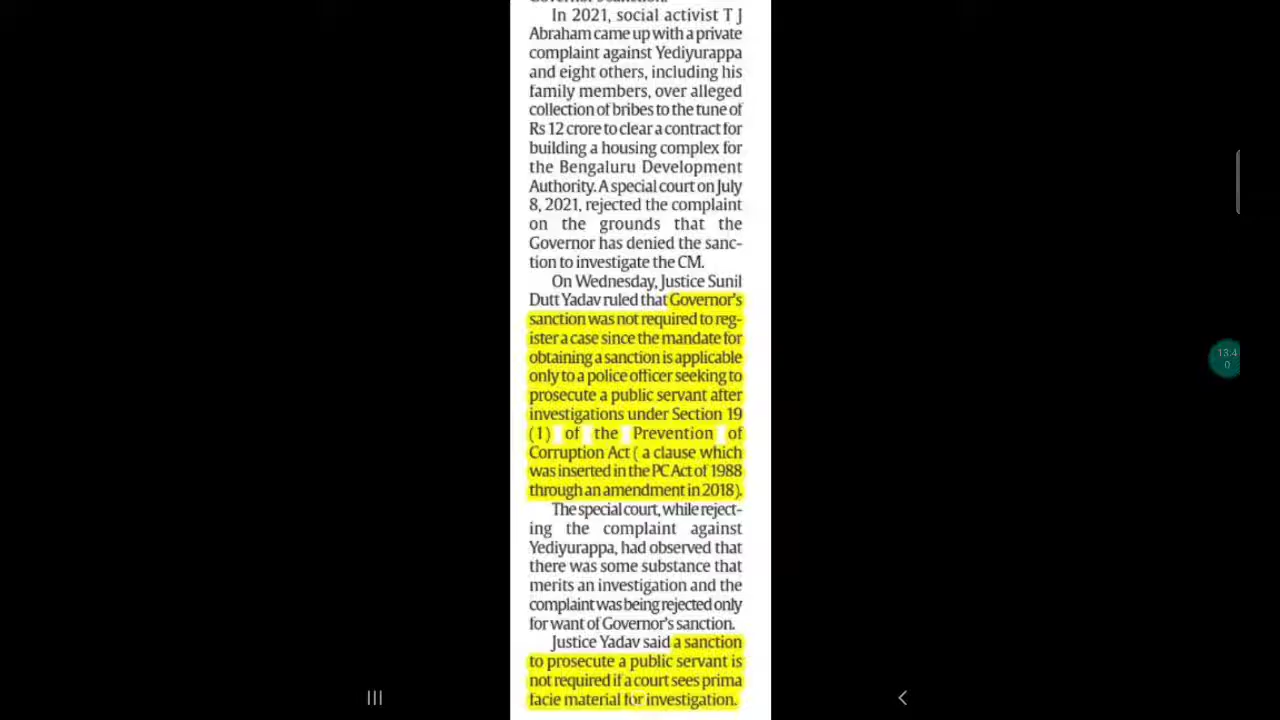 In 2021, social activist T J
Abraham came up with a private
complaint against Yediyurappa
and eight others, including his
family members, over alleged
collection of bribes to the tune of
Rs 12 crore to clear a contract for
building a housing complex for
the Bengaluru Development
Authority. A special court on July
8, 2021, rejected the complaint
on the grounds that the
Governor has denied the sanc-
tion to investigate the CM.
On Wednesday, Justice Sunil
Dutt Yadav ruled that Governor's
sanction was not required to reg-
ister a case since the mandate for
obtaining a sanction is applicable
only to a police officer seeking to
prosecute a public servant after
investigations under Section 19
(1) of the Prevention of
Corruption Act ( a clause which
was inserted in the PC Act of 1988
through an amendment in 2018).
The special court, while reject-
ing the complaint against
Yediyurappa, had observed that
there was some substance that
merits an investigation and the
complaint was being rejected only
for want of Governor's sanction.
Justice Yadav said a sanction
to prosecute a public servant is
not required if a court sees prima
facie material for investigation.
13:4
0